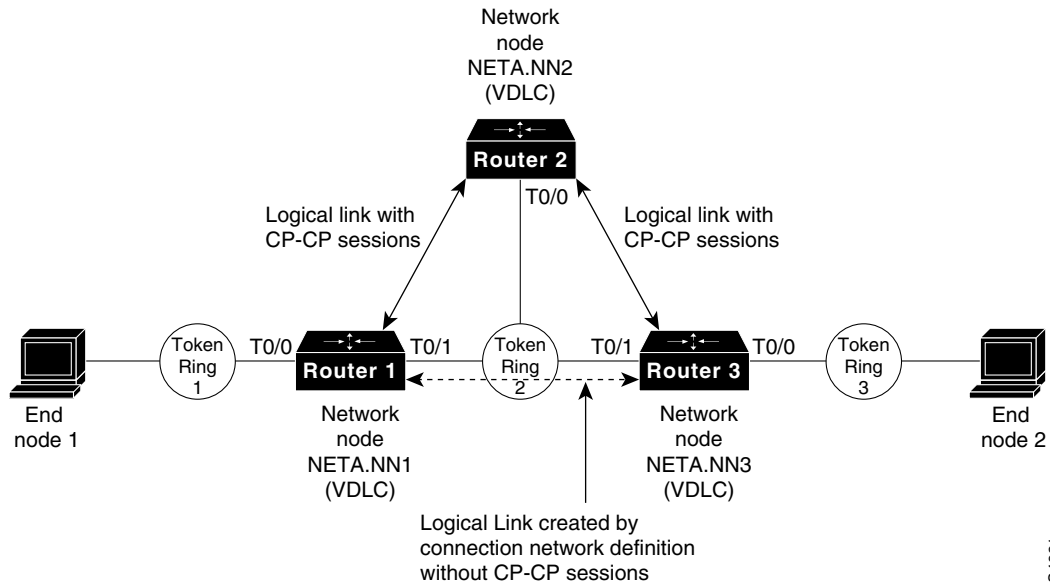 Network
node
NETA.NN2
(VDLC)
Router 2
T0/0
Logical link with
CP-CP sessions
Logical link with
CP-CP sessions
Token
Ring
1
T0/0
Router 1
T0/1
Token
Ring
2
T0/1
Router 3
T0/0
Token
Ring
3
End
node 1
Network
node
NETA.NN1
(VDLC)
Network
node
NETA.NN3
(VDLC)
End
node 2
Logical Link created by
connection network definition
without CP-CP sessions